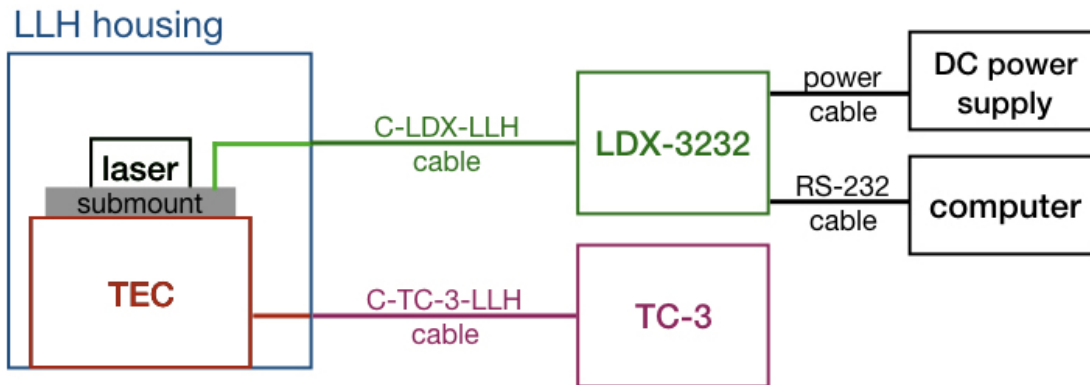 LLH housing
laser
submount
TEC
C-LDX-LLH
cable
LDX-3232
power
cable
DC power
supply
RS-232
cable
computer
C-TC-3-LLH
cable
TC-3